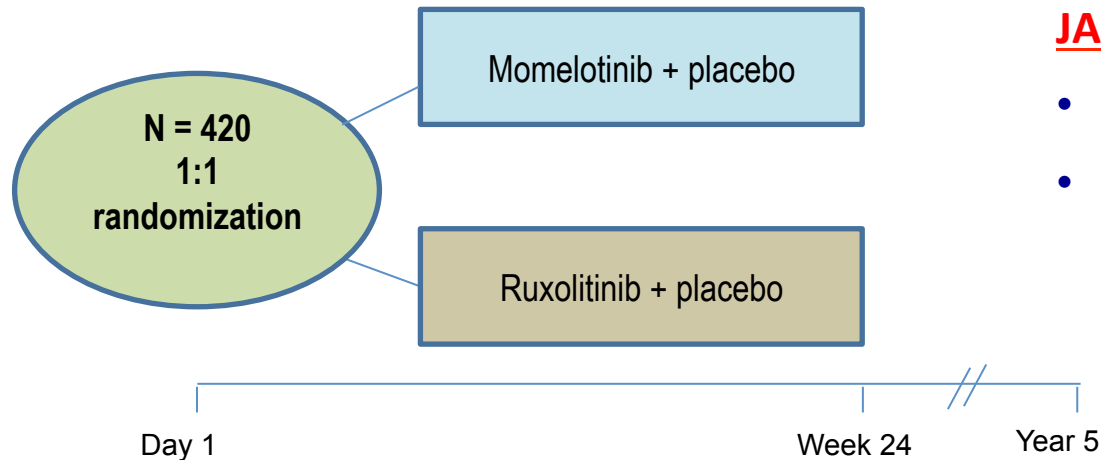 JA
Momelotinib + placebo
•
N = 420
1:1
randomization
•
Ruxolitinib + placebo
Day 1
Week 24
Year 5